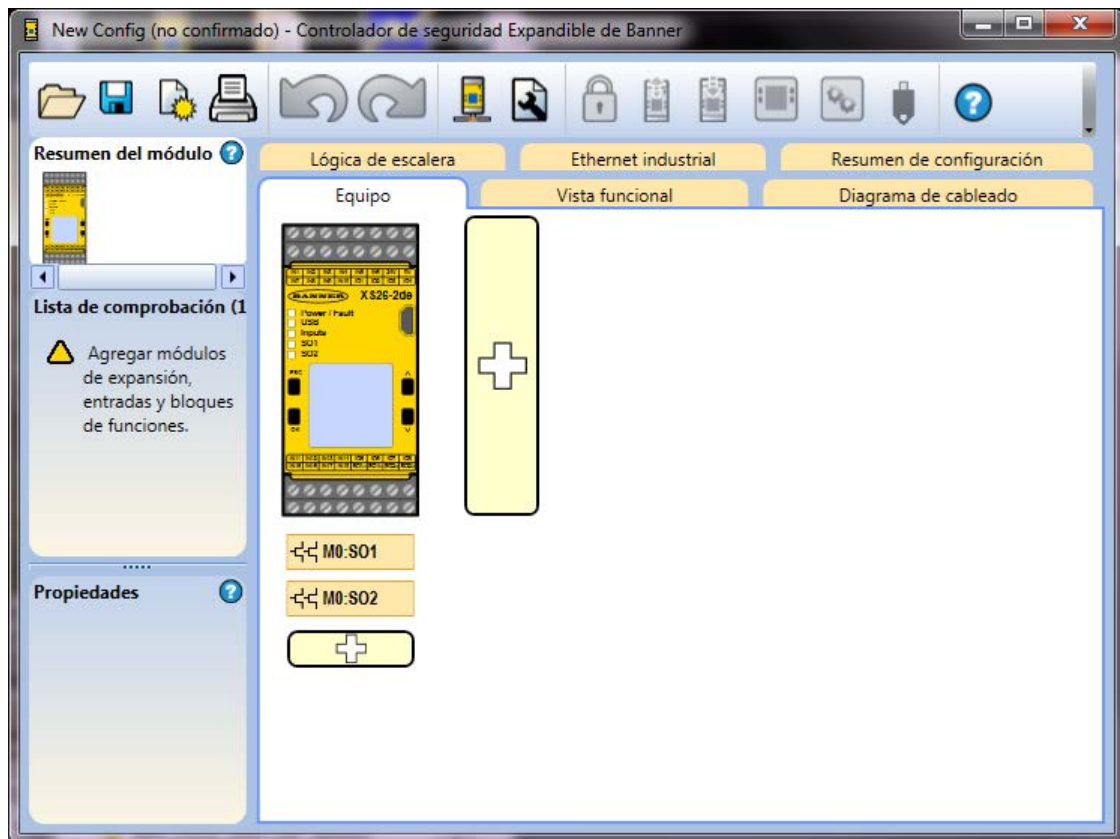 New Config (no confirmado) - Controlador de seguridad Expandible de Banner
Resumen del módulo
Lógica de escalera
Ethernet industrial
Resumen de configuración
Equipo
Vista funcional
Diagrama de cableado
Lista de comprobación (1
Agregar módulos
de expansión,
entradas y bloques
de funciones.
BANNER XS26-2de
Power / Fault
USB
Inputs
SO1
SO2
ESC
OK
M0:SO1
M0:SO2
Propiedades